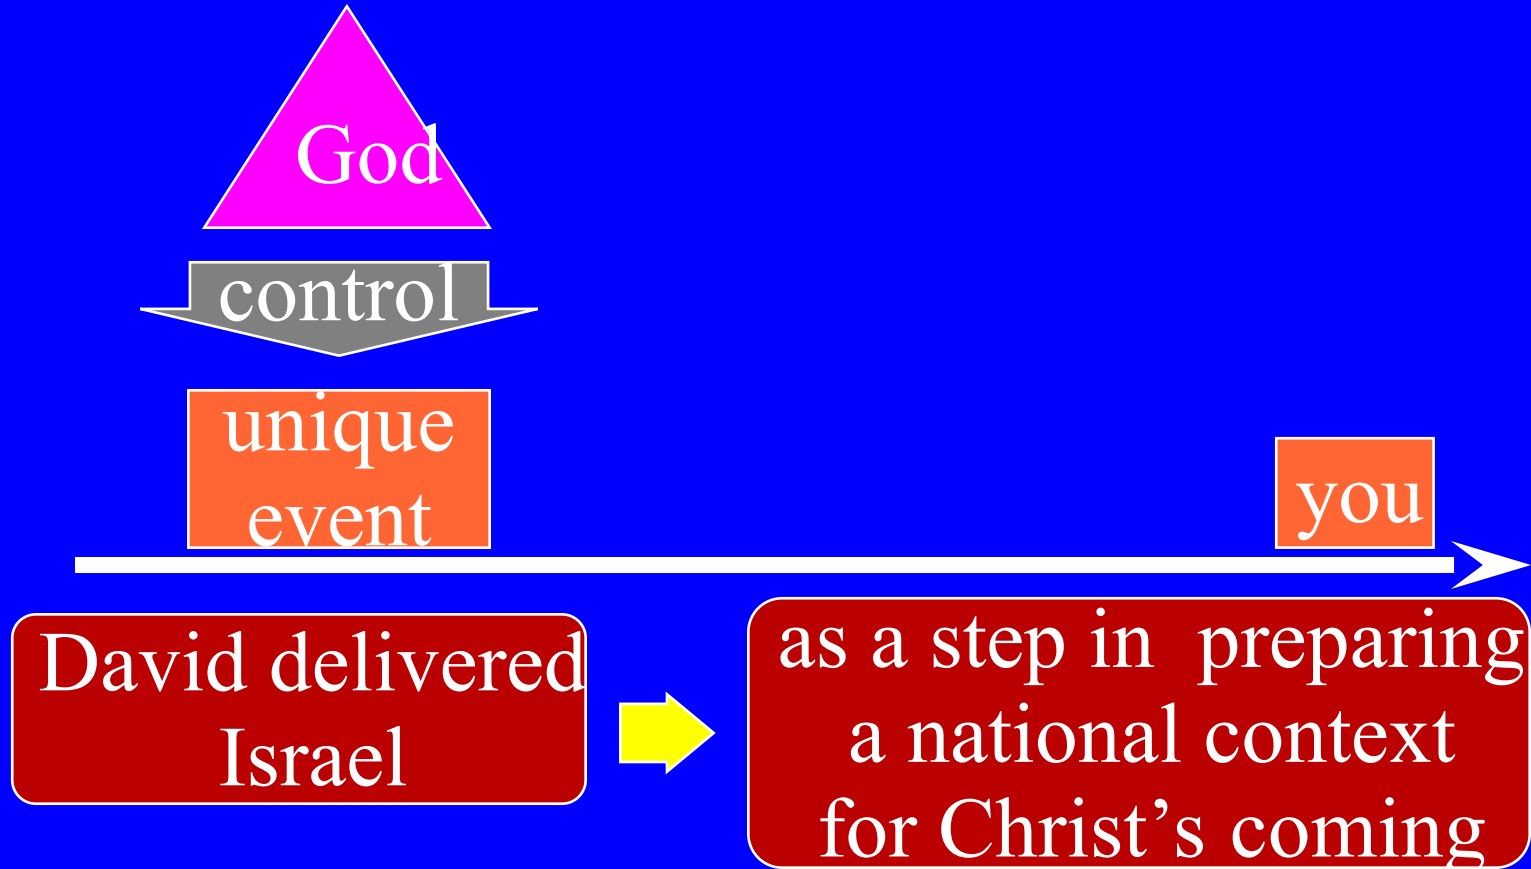 God
control
unique
event
you
David delivered
Israel
as a step in  preparing
a national context
for Christ’s coming